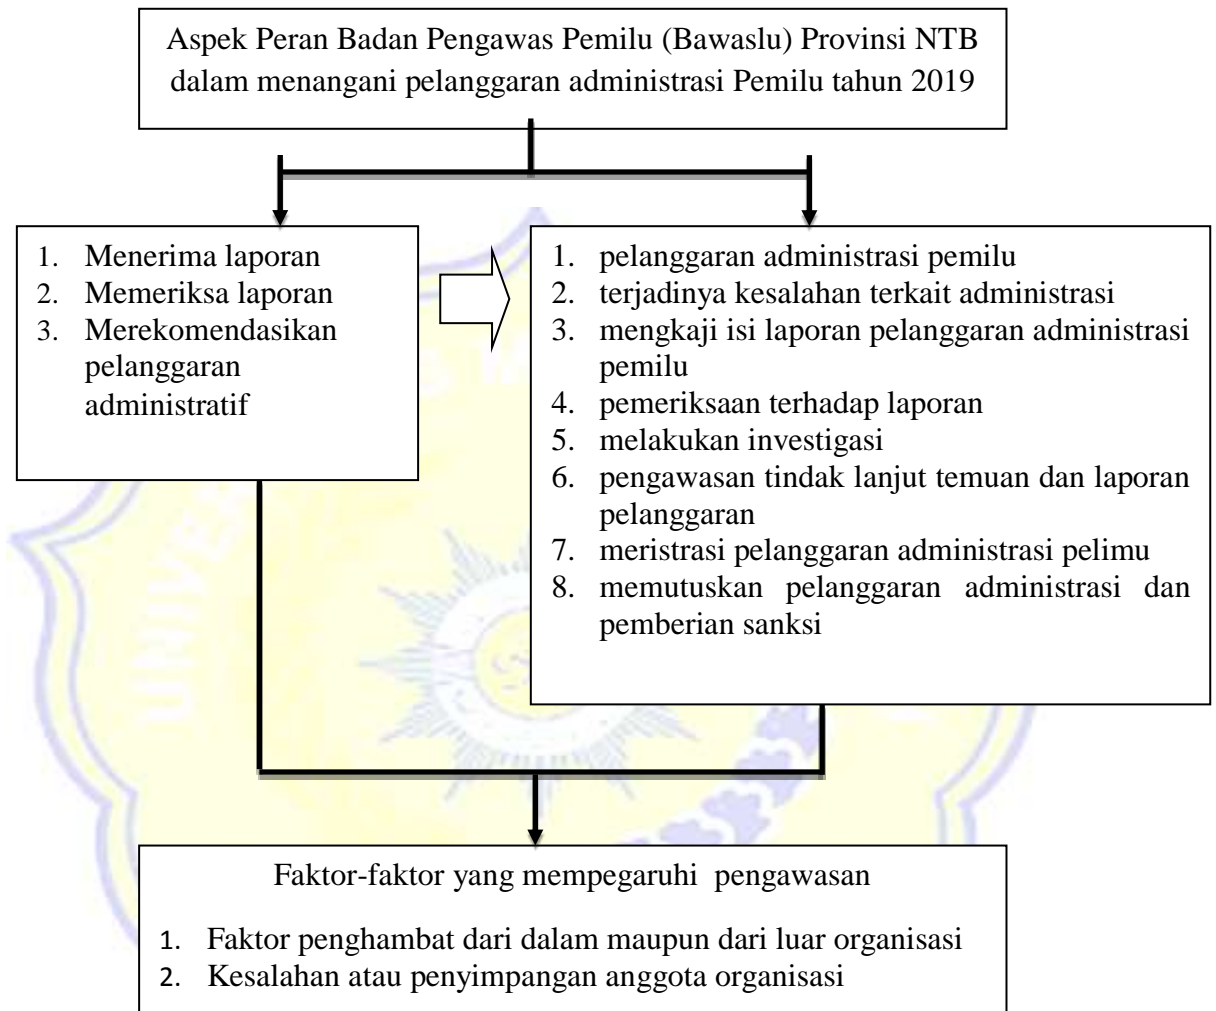 Aspek Peran Badan Pengawas Pemilu (Bawaslu) Provinsi NTB
dalam menangani pelanggaran administrasi Pemilu tahun 2019
1. Menerima laporan
2. Memeriksa laporan
3. Merekomendasikan
pelanggaran
administratif
1. pelanggaran administrasi pemilu
2. terjadinya kesalahan terkait administrasi
3. mengkaji isi laporan pelanggaran administrasi
pemilu
4. pemeriksaan terhadap laporan
5. melakukan investigasi
6. pengawasan tindak lanjut temuan dan laporan
pelanggaran
7. meristrasi pelanggaran administrasi pelimu
8. memutuskan pelanggaran administrasi dan
pemberian sanksi
Faktor-faktor yang mempegaruhi pengawasan
1. Faktor penghambat dari dalam maupun dari luar organisasi
2. Kesalahan atau penyimpangan anggota organisasi